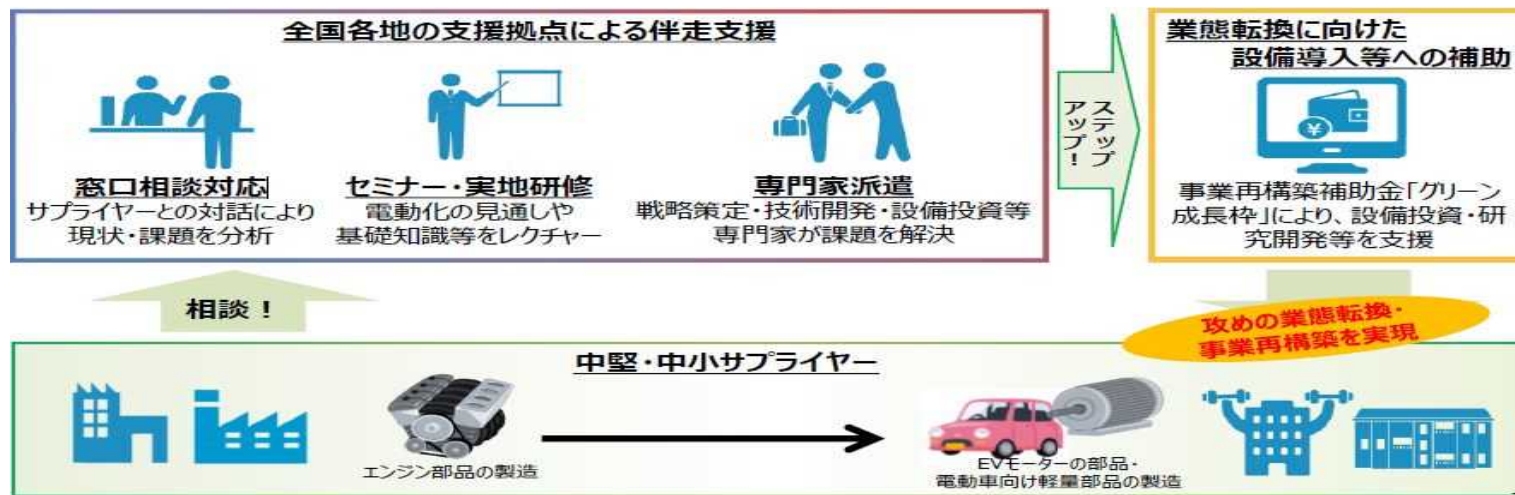 全国各地の支援拠点による伴走支援
窓口相談対応
サプライヤーとの対話により
現状・課題を分析
セミナー・実地研修
電動化の見通しや
基礎知識等をレクチャー
専門家派遣
戦略策定・技術開発・設備投資等
専門家が課題を解決
ステップ
アップ!
業態転換に向けた
設備導入等への補助
¥
事業再構築補助金「グリーン
成長枠」により、設備投資・研
究開発等を支援
相談!
攻めの業態転換・
事業再構築を実現
中堅・中小サプライヤー
エンジン部品の製造
EVモーターの部品・
電動車向け軽量部品の製造